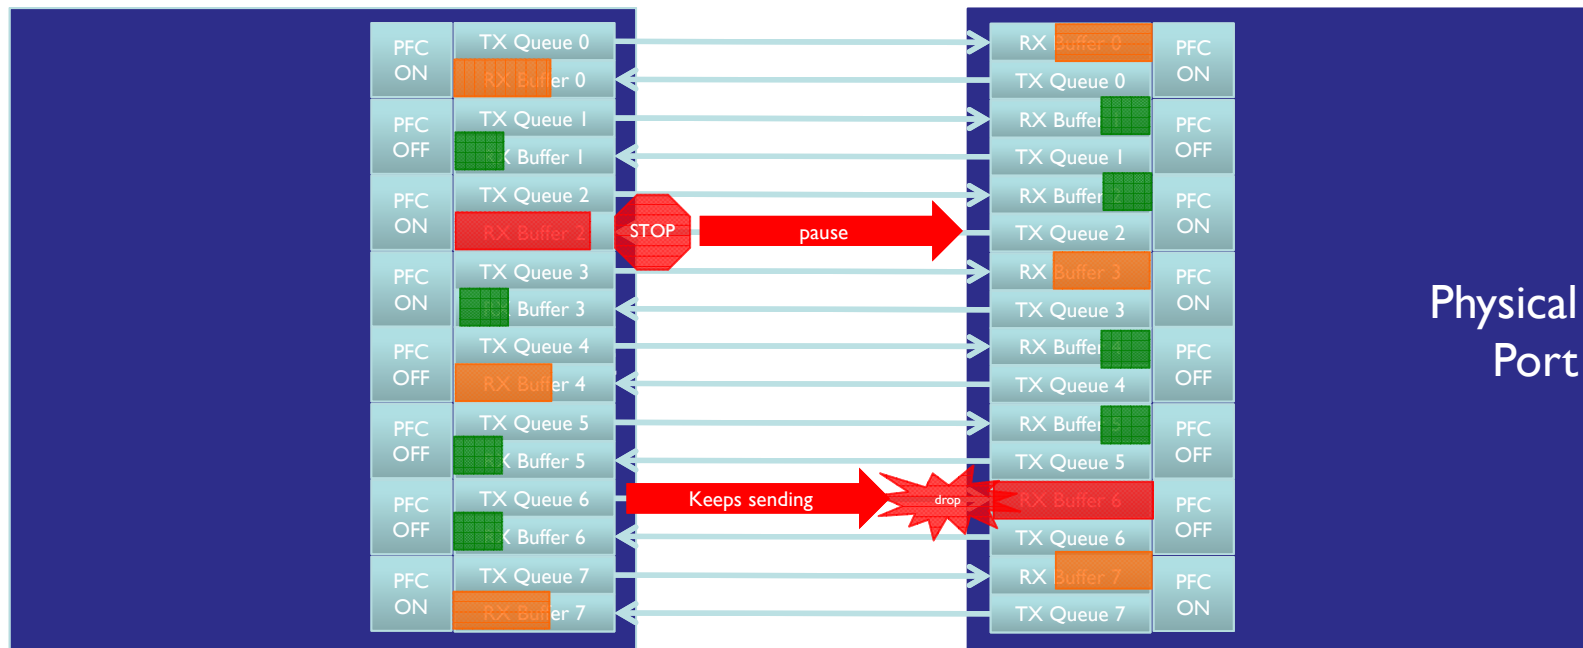 PFC
ON
TX Queue 0
RX Buffer 0
PFC
OFF
TX Queue 1
RX Buffer 1
PFC
ON
TX Queue 2
RX Buffer 2
PFC
ON
TX Queue 3
RX Buffer 3
PFC
OFF
TX Queue 4
RX Buffer 4
PFC
OFF
TX Queue 5
RX Buffer 5
PFC
OFF
TX Queue 6
RX Buffer 6
PFC
ON
TX Queue 7
RX Buffer 7
STOP
pause
Keeps sending
drop
RX Buffer 0
TX Queue 0
PFC
ON
RX Buffer 1
TX Queue 1
PFC
OFF
RX Buffer 2
TX Queue 2
PFC
ON
RX Buffer 3
TX Queue 3
PFC
ON
RX Buffer 4
TX Queue 4
PFC
OFF
RX Buffer 5
TX Queue 5
PFC
OFF
RX Buffer 6
TX Queue 6
PFC
OFF
RX Buffer 7
TX Queue 7
PFC
ON
Physical
Port